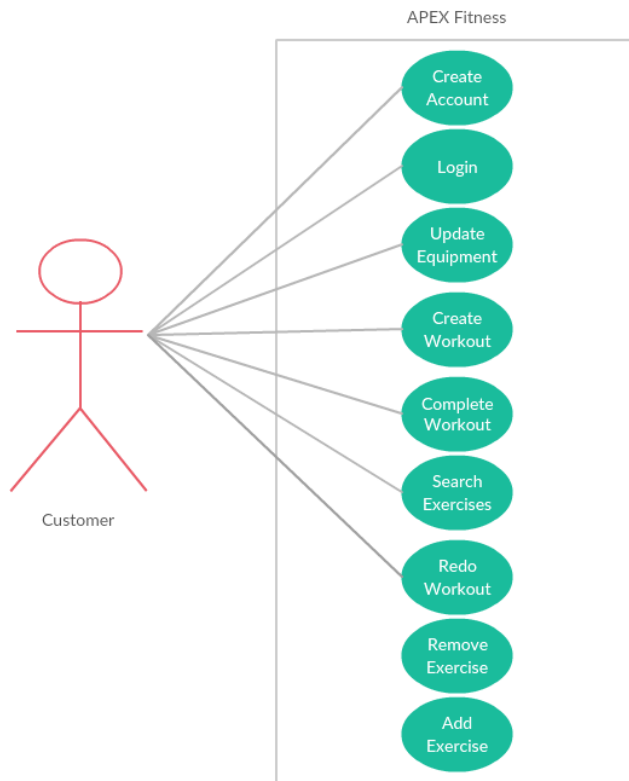 APEX Fitness
Create
Account
Login
Update
Equipment
Create
Workout
Complete
Workout
Search
Exercises
Customer
Redo
Workout
Remove
Exercise
Add
Exercise